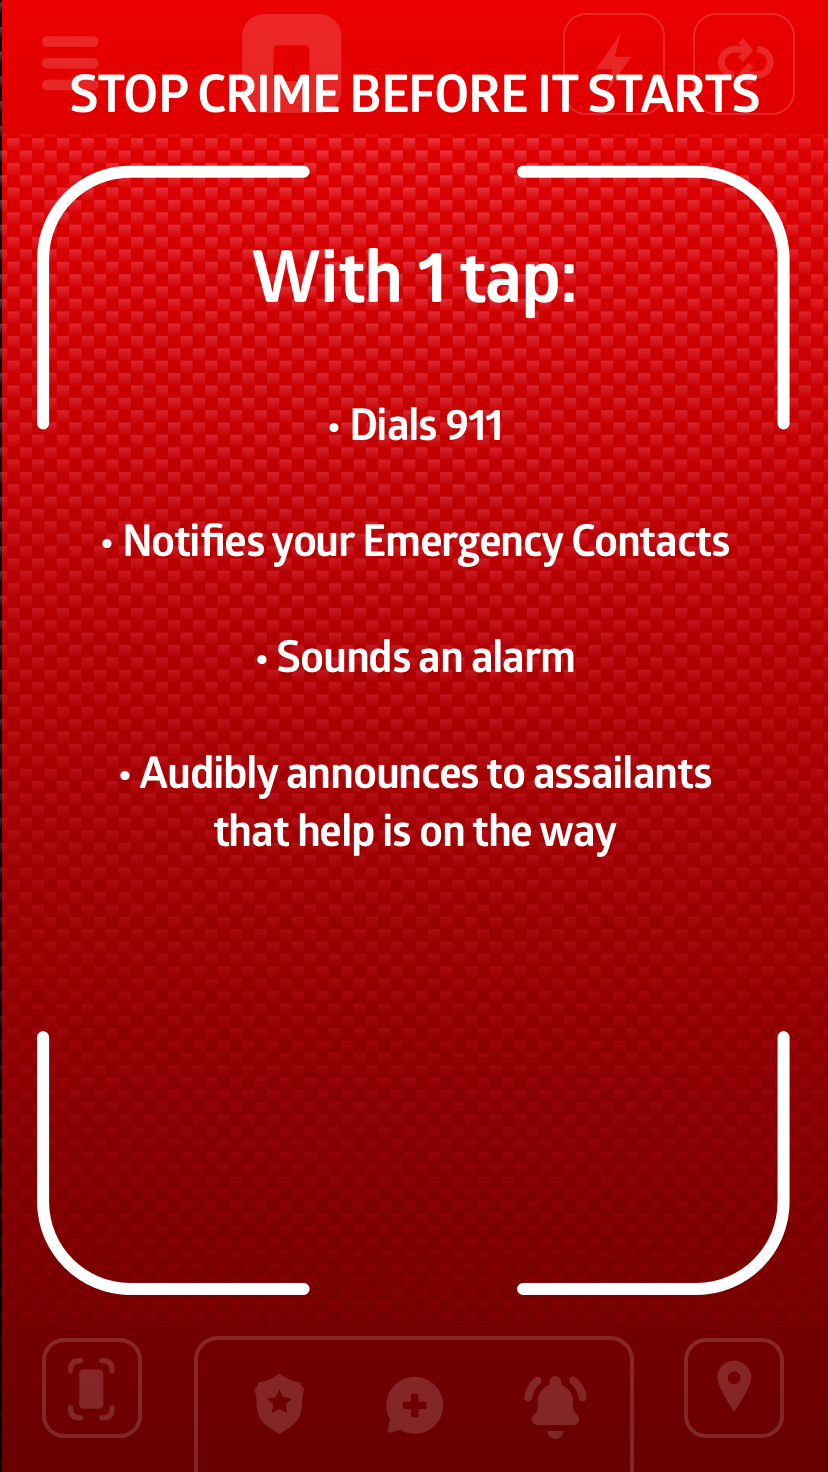 STOP CRIME BEFORE IT STARTS
With 1 tap:
• Dials 911
• Notifies your Emergency Contacts
• Sounds an alarm
• Audibly announces to assailants
that help is on the way